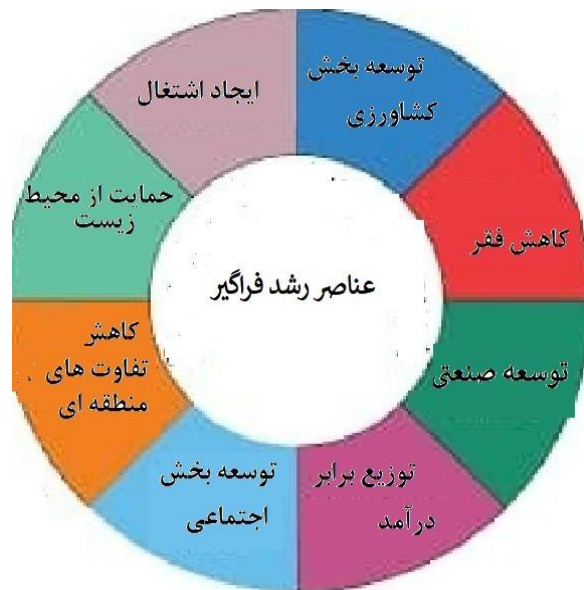 عناصر رشد فراگیر
توسعه بخش
کشاورزی
کاهش فقر
توسعه صنعتی
توزیع برابر
درآمد
توسعه بخش
اجتماعی
کاهش
تفاوت های
منطقه ای
حمایت از محیط
زیست
ایجاد اشتغال